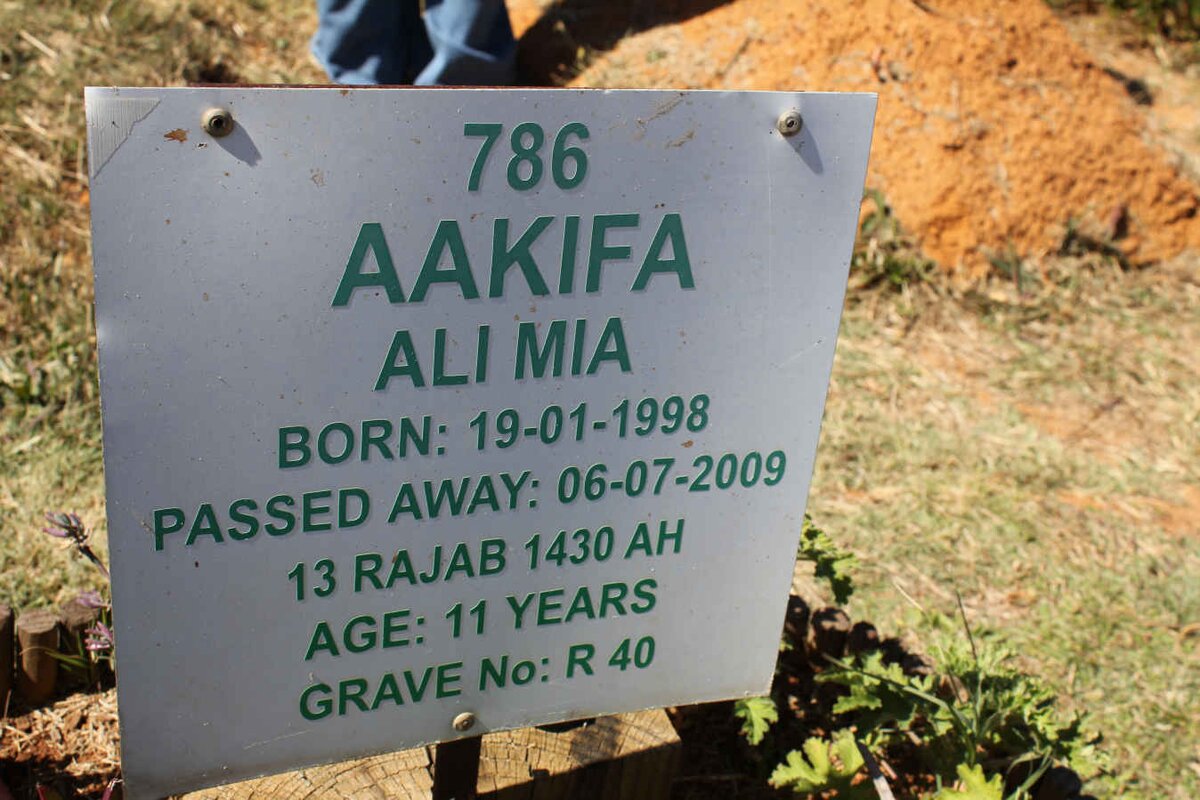 786
AAKIFA
ALI MIA
BORN: 19-01-1998
PASSED AWAY: 06-07-2009
13 RAJAB 1430 AH
AGE: 11 YEARS
GRAVE No: R 40